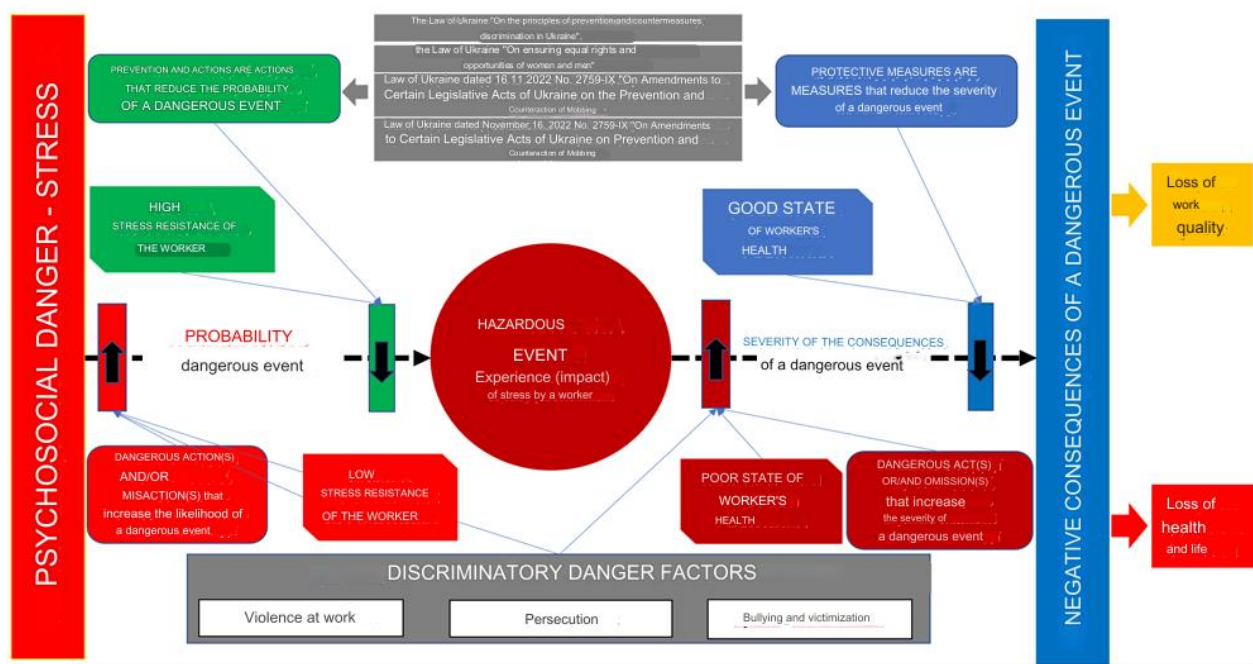 PSYCHOSOCIAL DANGER - STRESS
The Law of Ukraine "On the principles of prevention and countermeasures
discrimination in Ukraine",
the Law of Ukraine "On ensuring equal rights and
opportunities of women and men"
Law of Ukraine dated 16.11.2022 No. 2759-IX "On Amendments to
Certain Legislative Acts of Ukraine on the Prevention and
Counteraction of Mobbing
Law of Ukraine dated November 16, 2022 No. 2759-IX "On Amendments
to Certain Legislative Acts of Ukraine on Prevention and
Counteraction of Mobbing
PREVENTION AND ACTIONS ARE ACTIONS
THAT REDUCE THE PROBABILITY
OF A DANGEROUS EVENT
PROTECTIVE MEASURES ARE
MEASURES that reduce the severity
of a dangerous event
HIGH
STRESS RESISTANCE OF
THE WORKER
GOOD STATE
OF WORKER'S
HEALTH
PROBABILITY
dangerous event
HAZARDOUS
EVENT
Experience (impact)
of stress by a worker
SEVERITY OF THE CONSEQUENCES
of a dangerous event
DANGEROUS ACTION(S)
AND/OR
MISACTION(S) that
increase the likelihood of
a dangerous event
LOW
STRESS RESISTANCE
OF THE WORKER
POOR STATE OF
WORKER'S
HEALTH
DANGEROUS ACT(S)
OR/AND OMISSION(S)
that increase
the severity of
a dangerous event
DISCRIMINATORY DANGER FACTORS
Violence at work
Persecution
Bullying and victimization
NEGATIVE CONSEQUENCES OF A DANGEROUS EVENT
Loss of
work
quality
Loss of
health
and life